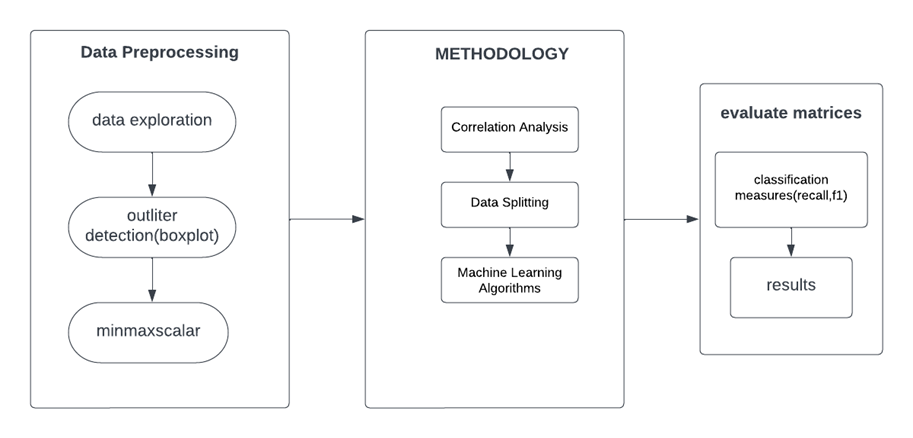 Data Preprocessing
data exploration
outliter
detection(boxplot)
minmaxscalar
METHODOLOGY
Correlation Analysis
Data Splitting
Machine Learning
Algorithms
evaluate matrices
classification
measures(recall,f1)
results